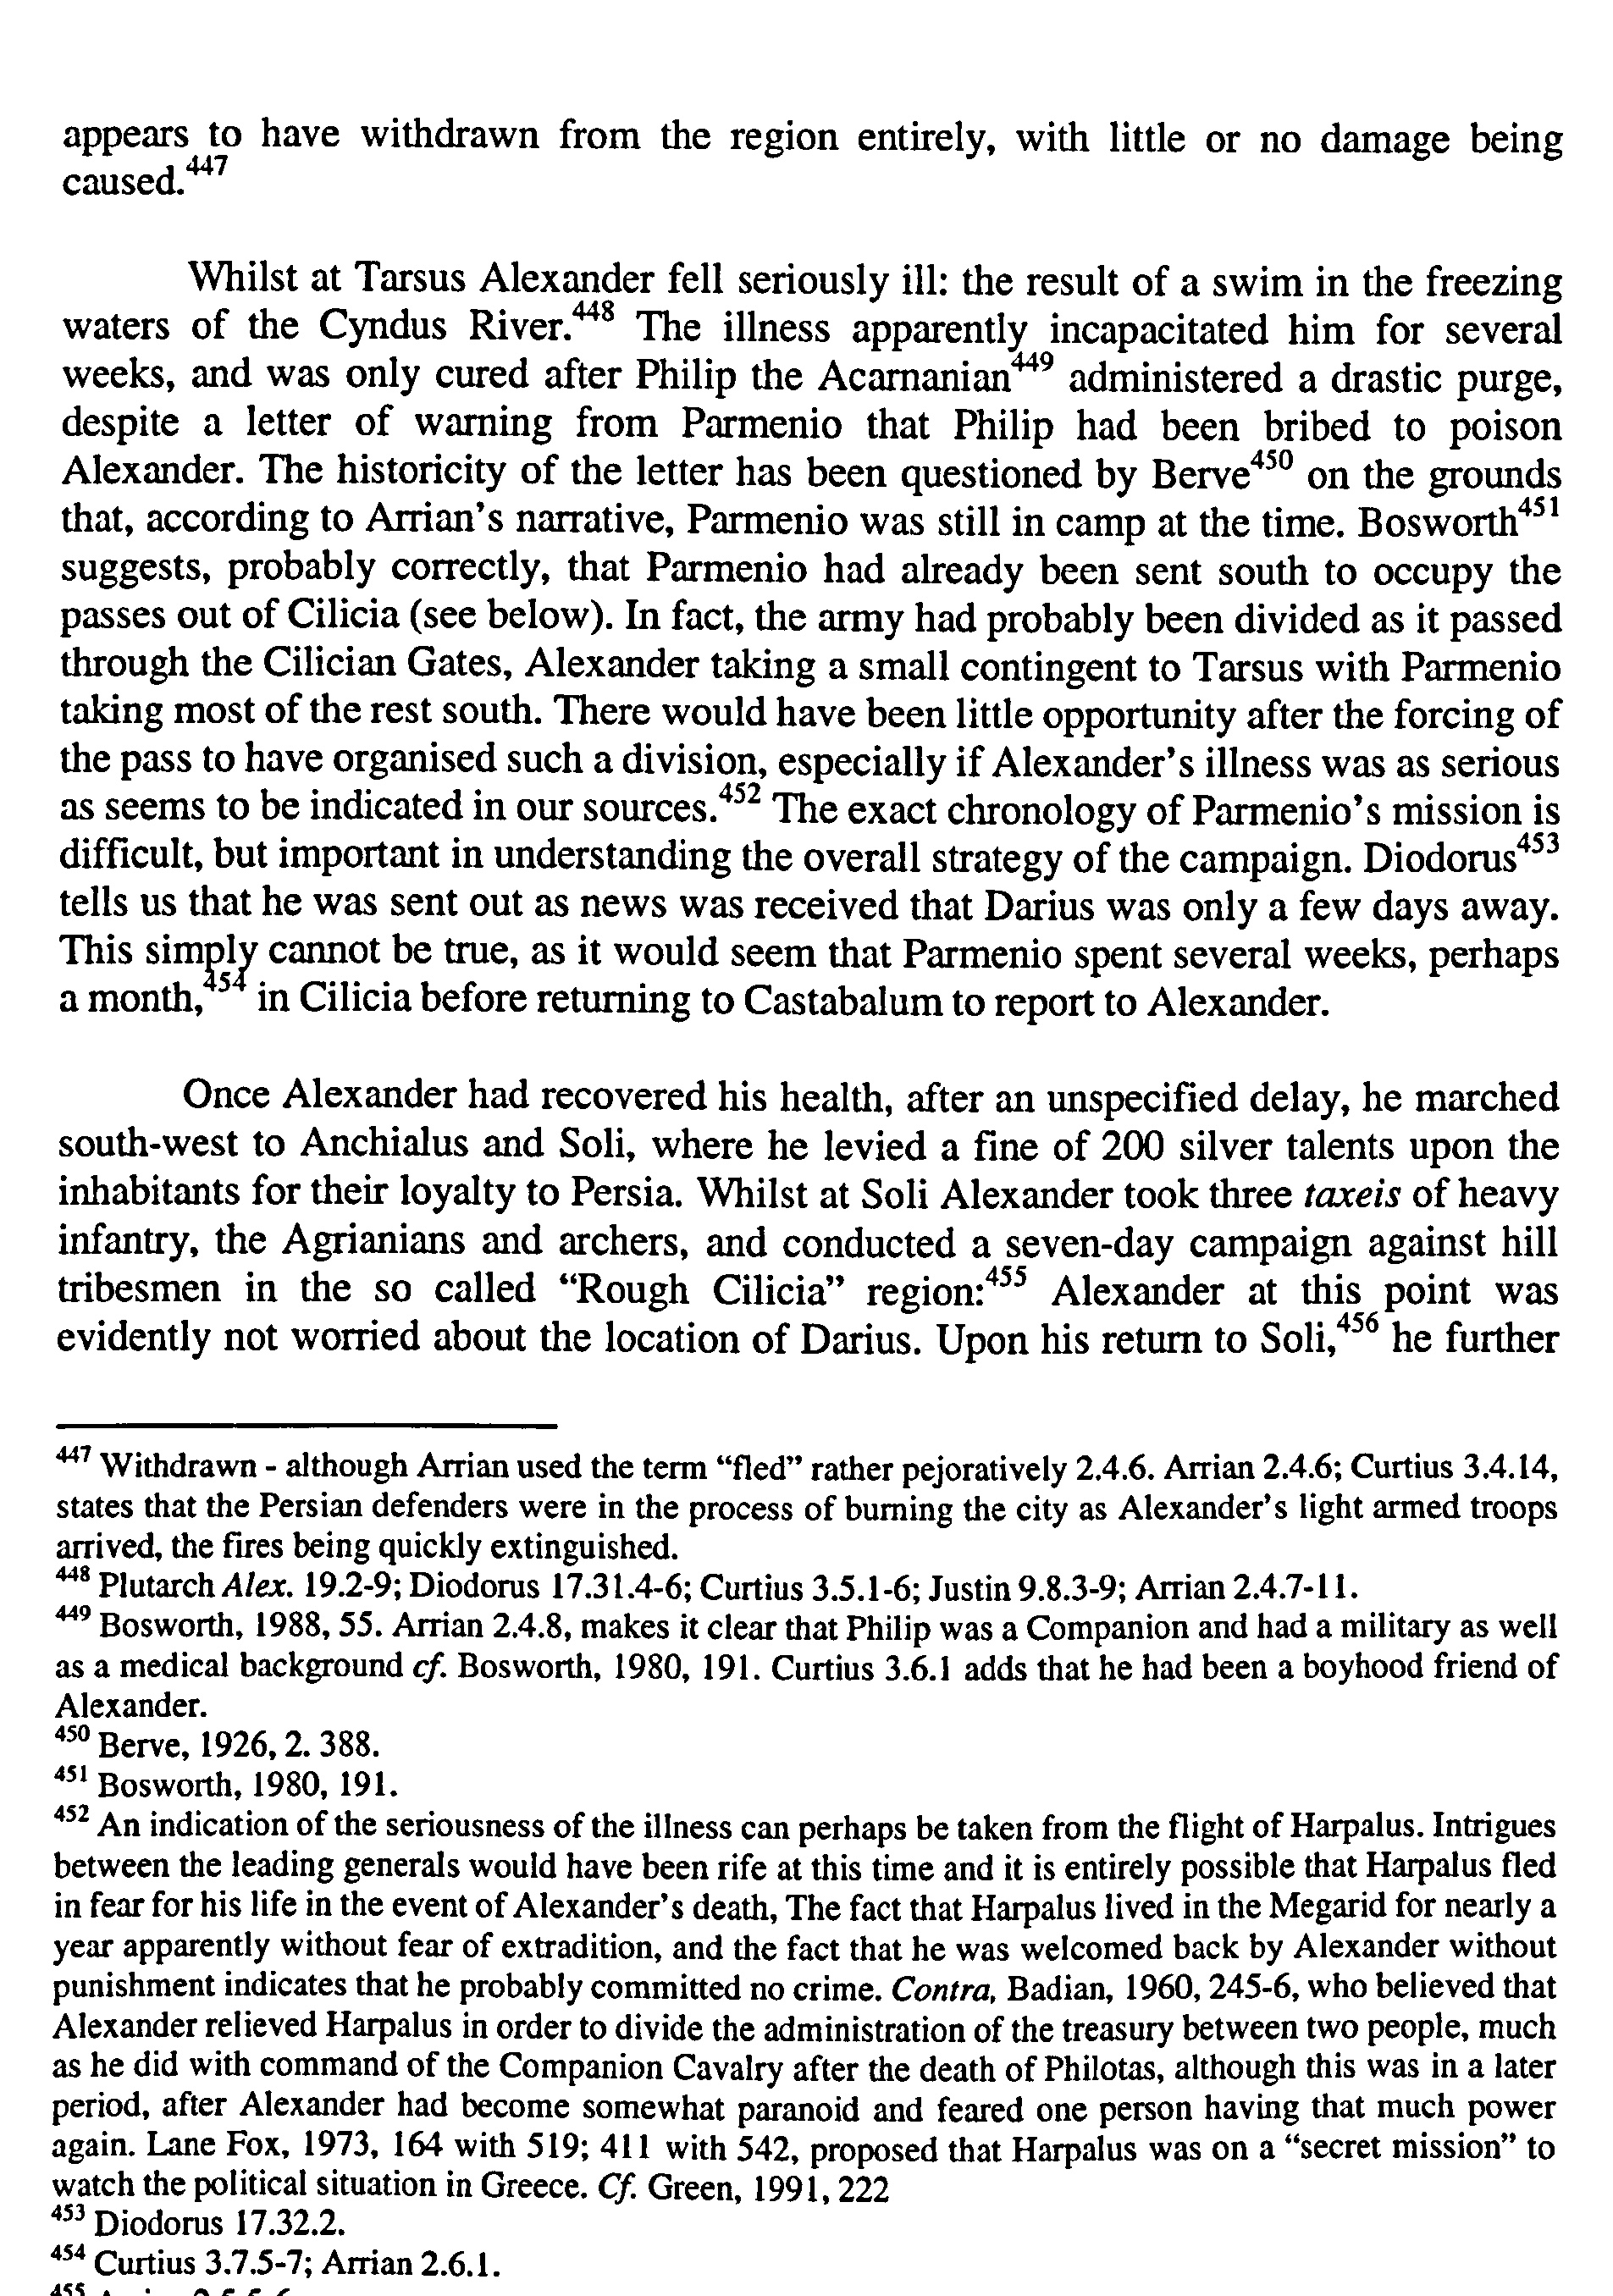 appears to have withdrawn from the region entirely, with little or no damage being
caused.447
Whilst at Tarsus Alexander fell seriously ill: the result of a swim in the freezing
waters of the Cyndus River.448 The illness apparently incapacitated him for several
weeks, and was only cured after Philip the Acarnanian449 administered a drastic purge,
despite a letter of warning from Parmenio that Philip had been bribed to poison
Alexander. The historicity of the letter has been questioned by Berve450 on the grounds
that, according to Arrian's narrative, Parmenio was still in camp at the time. Bosworth451
suggests, probably correctly, that Parmenio had already been sent south to occupy the
passes out of Cilicia (see below). In fact, the army had probably been divided as it passed
through the Cilician Gates, Alexander taking a small contingent to Tarsus with Parmenio
taking most of the rest south. There would have been little opportunity after the forcing of
the pass to have organised such a division, especially if Alexander's illness was as serious
as seems to be indicated in our sources.452 The exact chronology of Parmenio's mission is
difficult, but important in understanding the overall strategy of the campaign. Diodorus453
tells us that he was sent out as news was received that Darius was only a few days away.
This simply cannot be true, as it would seem that Parmenio spent several weeks, perhaps
a month,454 in Cilicia before returning to Castabalum to report to Alexander.
Once Alexander had recovered his health, after an unspecified delay, he marched
south-west to Anchialus and Soli, where he levied a fine of 200 silver talents upon the
inhabitants for their loyalty to Persia. Whilst at Soli Alexander took three taxeis of heavy
infantry, the Agrianians and archers, and conducted a seven-day campaign against hill
tribesmen in the so called “Rough Cilicia” region:455 Alexander at this point was
evidently not worried about the location of Darius. Upon his return to Soli,456 he further
447 Withdrawn - although Arrian used the term “fled” rather pejoratively 2.4.6. Arrian 2.4.6; Curtius 3.4.14,
states that the Persian defenders were in the process of burning the city as Alexander's light armed troops
arrived, the fires being quickly extinguished.
448 Plutarch Alex. 19.2-9; Diodorus 17.31.4-6; Curtius 3.5.1-6; Justin 9.8.3-9; Arrian 2.4.7-11.
449 Bosworth, 1988, 55. Arrian 2.4.8, makes it clear that Philip was a Companion and had a military as well
as a medical background cf. Bosworth, 1980, 191. Curtius 3.6.1 adds that he had been a boyhood friend of
Alexander.
450 Berve, 1926, 2. 388.
451 Bosworth, 1980, 191.
452 An indication of the seriousness of the illness can perhaps be taken from the flight of Harpalus. Intrigues
between the leading generals would have been rife at this time and it is entirely possible that Harpalus fled
in fear for his life in the event of Alexander's death, The fact that Harpalus lived in the Megarid for nearly a
year apparently without fear of extradition, and the fact that he was welcomed back by Alexander without
punishment indicates that he probably committed no crime. Contra, Badian, 1960, 245-6, who believed that
Alexander relieved Harpalus in order to divide the administration of the treasury between two people, much
as he did with command of the Companion Cavalry after the death of Philotas, although this was in a later
period, after Alexander had become somewhat paranoid and feared one person having that much power
again. Lane Fox, 1973, 164 with 519; 411 with 542, proposed that Harpalus was on a “secret mission” to
watch the political situation in Greece. Cf. Green, 1991, 222
453 Diodorus 17.32.2.
454 Curtius 3.7.5-7; Arrian 2.6.1.
455